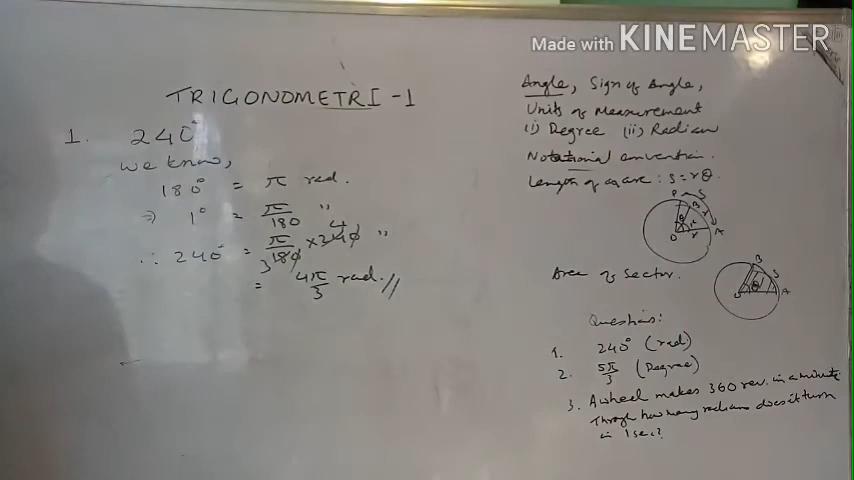 Made with KINEMASTER
TRIGONOMETRI-1
1. 240°
We know,
180° = π rad.
⇒ 1° = π/180 "
∴ 240° = π/180 × 240 "
3 4
= 4π/3 rad. //
Angle, Sign of Angle,
Units of Measurement
(i) Degree (ii) Radian
Notational convention.
Length of an arc: S = rθ
P S
B
θ r
O r A
Area of Sector.
B
S
O θ A
Questions:
1. 240° (rad)
2. 5π/3 (Degree)
3. A wheel makes 360 rev. in a minute
Through how many radians does it turn
in 1 sec?